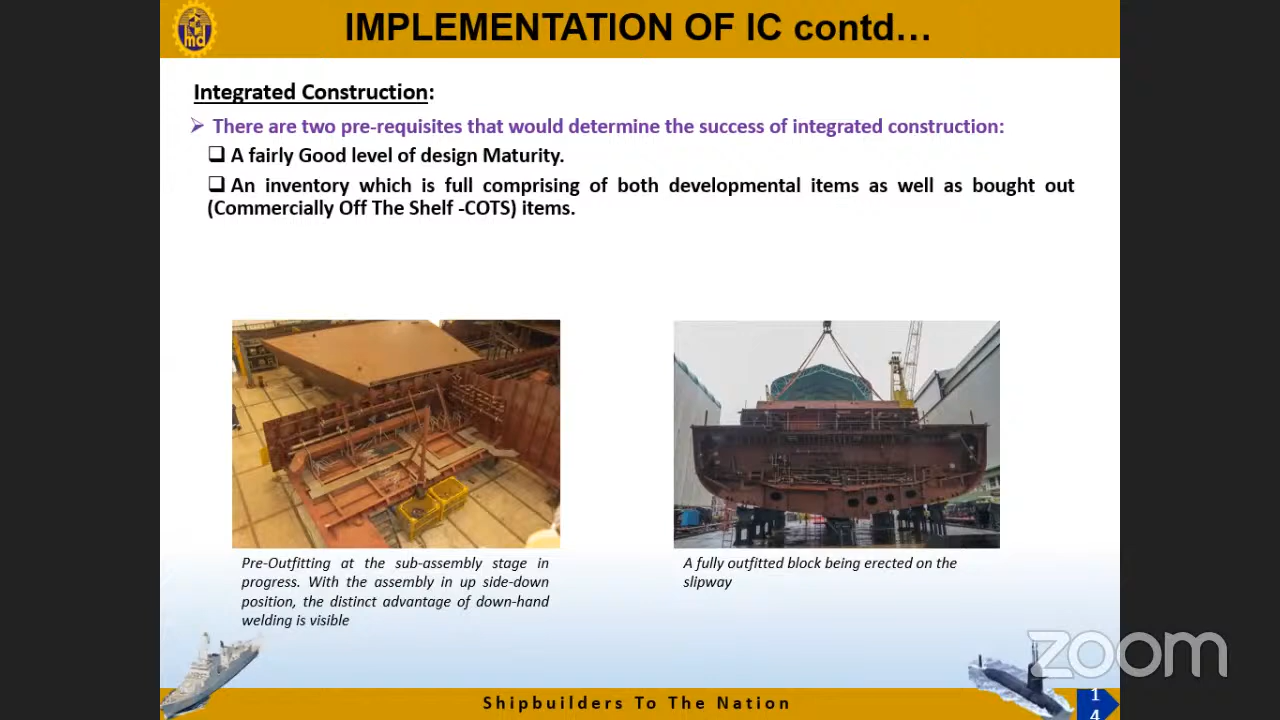 IMPLEMENTATION OF IC contd...
md
Integrated Construction:
There are two pre-requisites that would determine the success of integrated construction:
A fairly Good level of design Maturity.
An inventory which is full comprising of both developmental items as well as bought out
(Commercially Off The Shelf -COTS) items.
Pre-Outfitting at the sub-assembly stage in
progress. With the assembly in up side-down
position, the distinct advantage of down-hand
welding is visible
A fully outfitted block being erected on the
slipway
zoom
Shipbuilders To The Nation
1
4